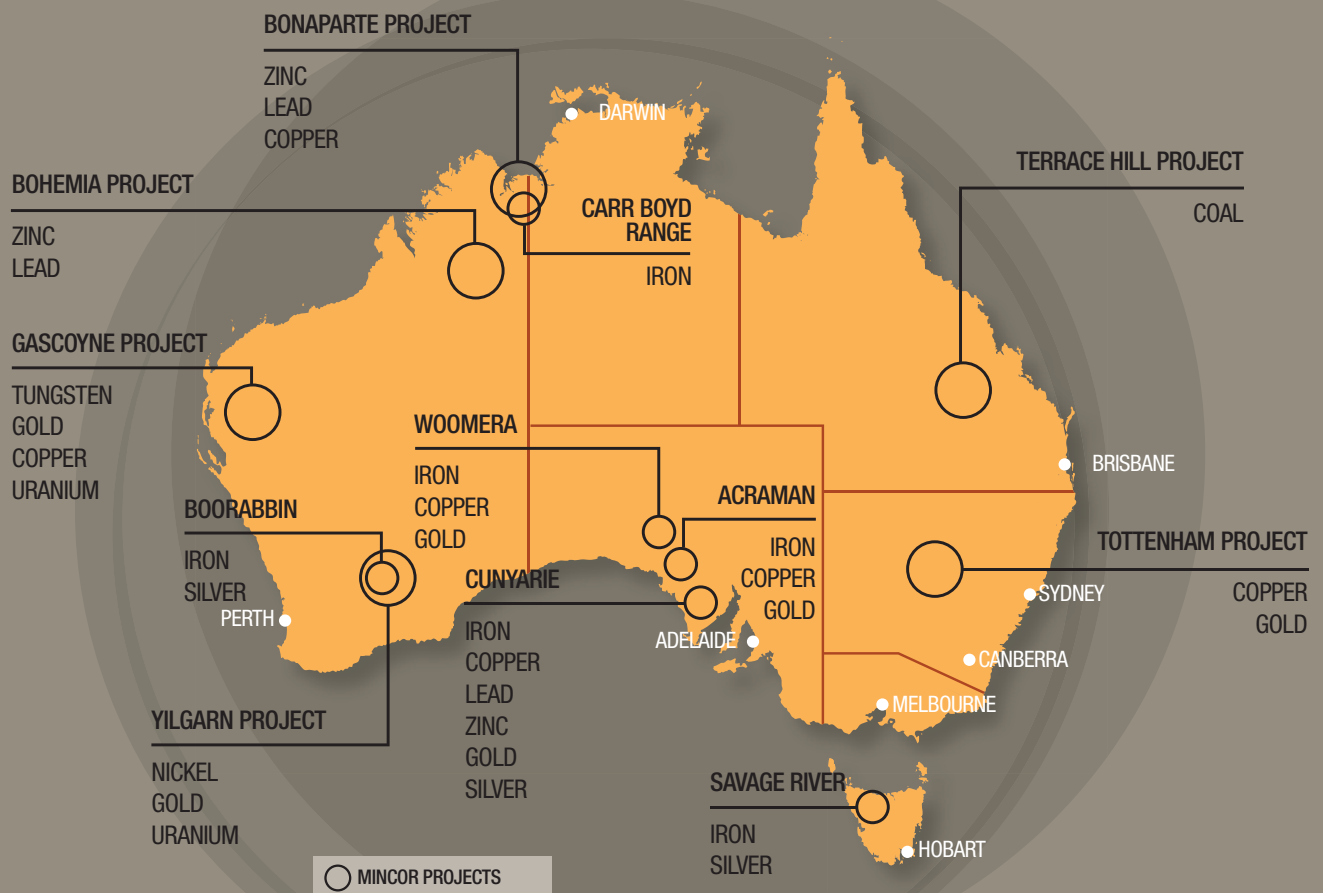 BONAPARTE PROJECT
ZINC
LEAD
COPPER
DARWIN
BOHEMIA PROJECT
ZINC
LEAD
CARR BOYD
RANGE
IRON
TERRACE HILL PROJECT
COAL
GASCOYNE PROJECT
TUNGSTEN
GOLD
COPPER
URANIUM
WOOMERA
IRON
COPPER
GOLD
BRISBANE
BOORABBIN
IRON
SILVER
ACRAMAN
IRON
COPPER
GOLD
TOTTENHAM PROJECT
COPPER
GOLD
CUNYARIE
IRON
COPPER
LEAD
ZINC
GOLD
SILVER
PERTH
ADELAIDE
SYDNEY
CANBERRA
MELBOURNE
YILGARN PROJECT
NICKEL
GOLD
URANIUM
SAVAGE RIVER
IRON
SILVER
HOBART
MINCOR PROJECTS